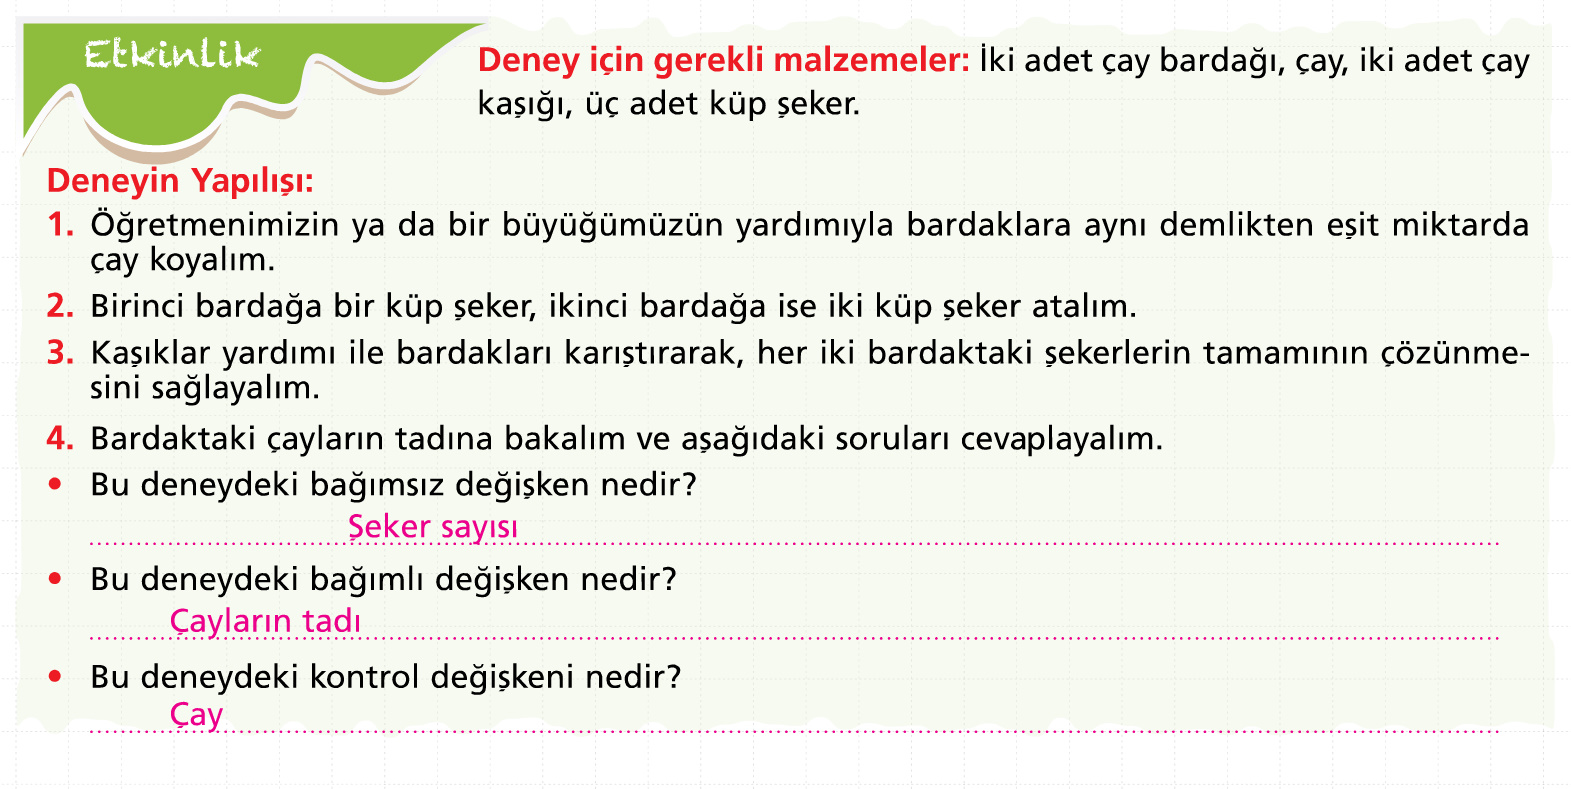 Etkinlik
Deney için gerekli malzemeler: İki adet çay bardağı, çay, iki adet çay
kaşığı, üç adet küp şeker.
Deneyin Yapılışı:
1. Öğretmenimizin ya da bir büyüğümüzün yardımıyla bardaklara aynı demlikten eşit miktarda
çay koyalım.
2. Birinci bardağa bir küp şeker, ikinci bardağa ise iki küp şeker atalım.
3. Kaşıklar yardımı ile bardakları karıştırarak, her iki bardaktaki şekerlerin tamamının çözünme-
sini sağlayalım.
4. Bardaktaki çayların tadına bakalım ve aşağıdaki soruları cevaplayalım.
• Bu deneydeki bağımsız değişken nedir?
Şeker sayısı
• Bu deneydeki bağımlı değişken nedir?
Çayların tadı
• Bu deneydeki kontrol değişkeni nedir?
Çay